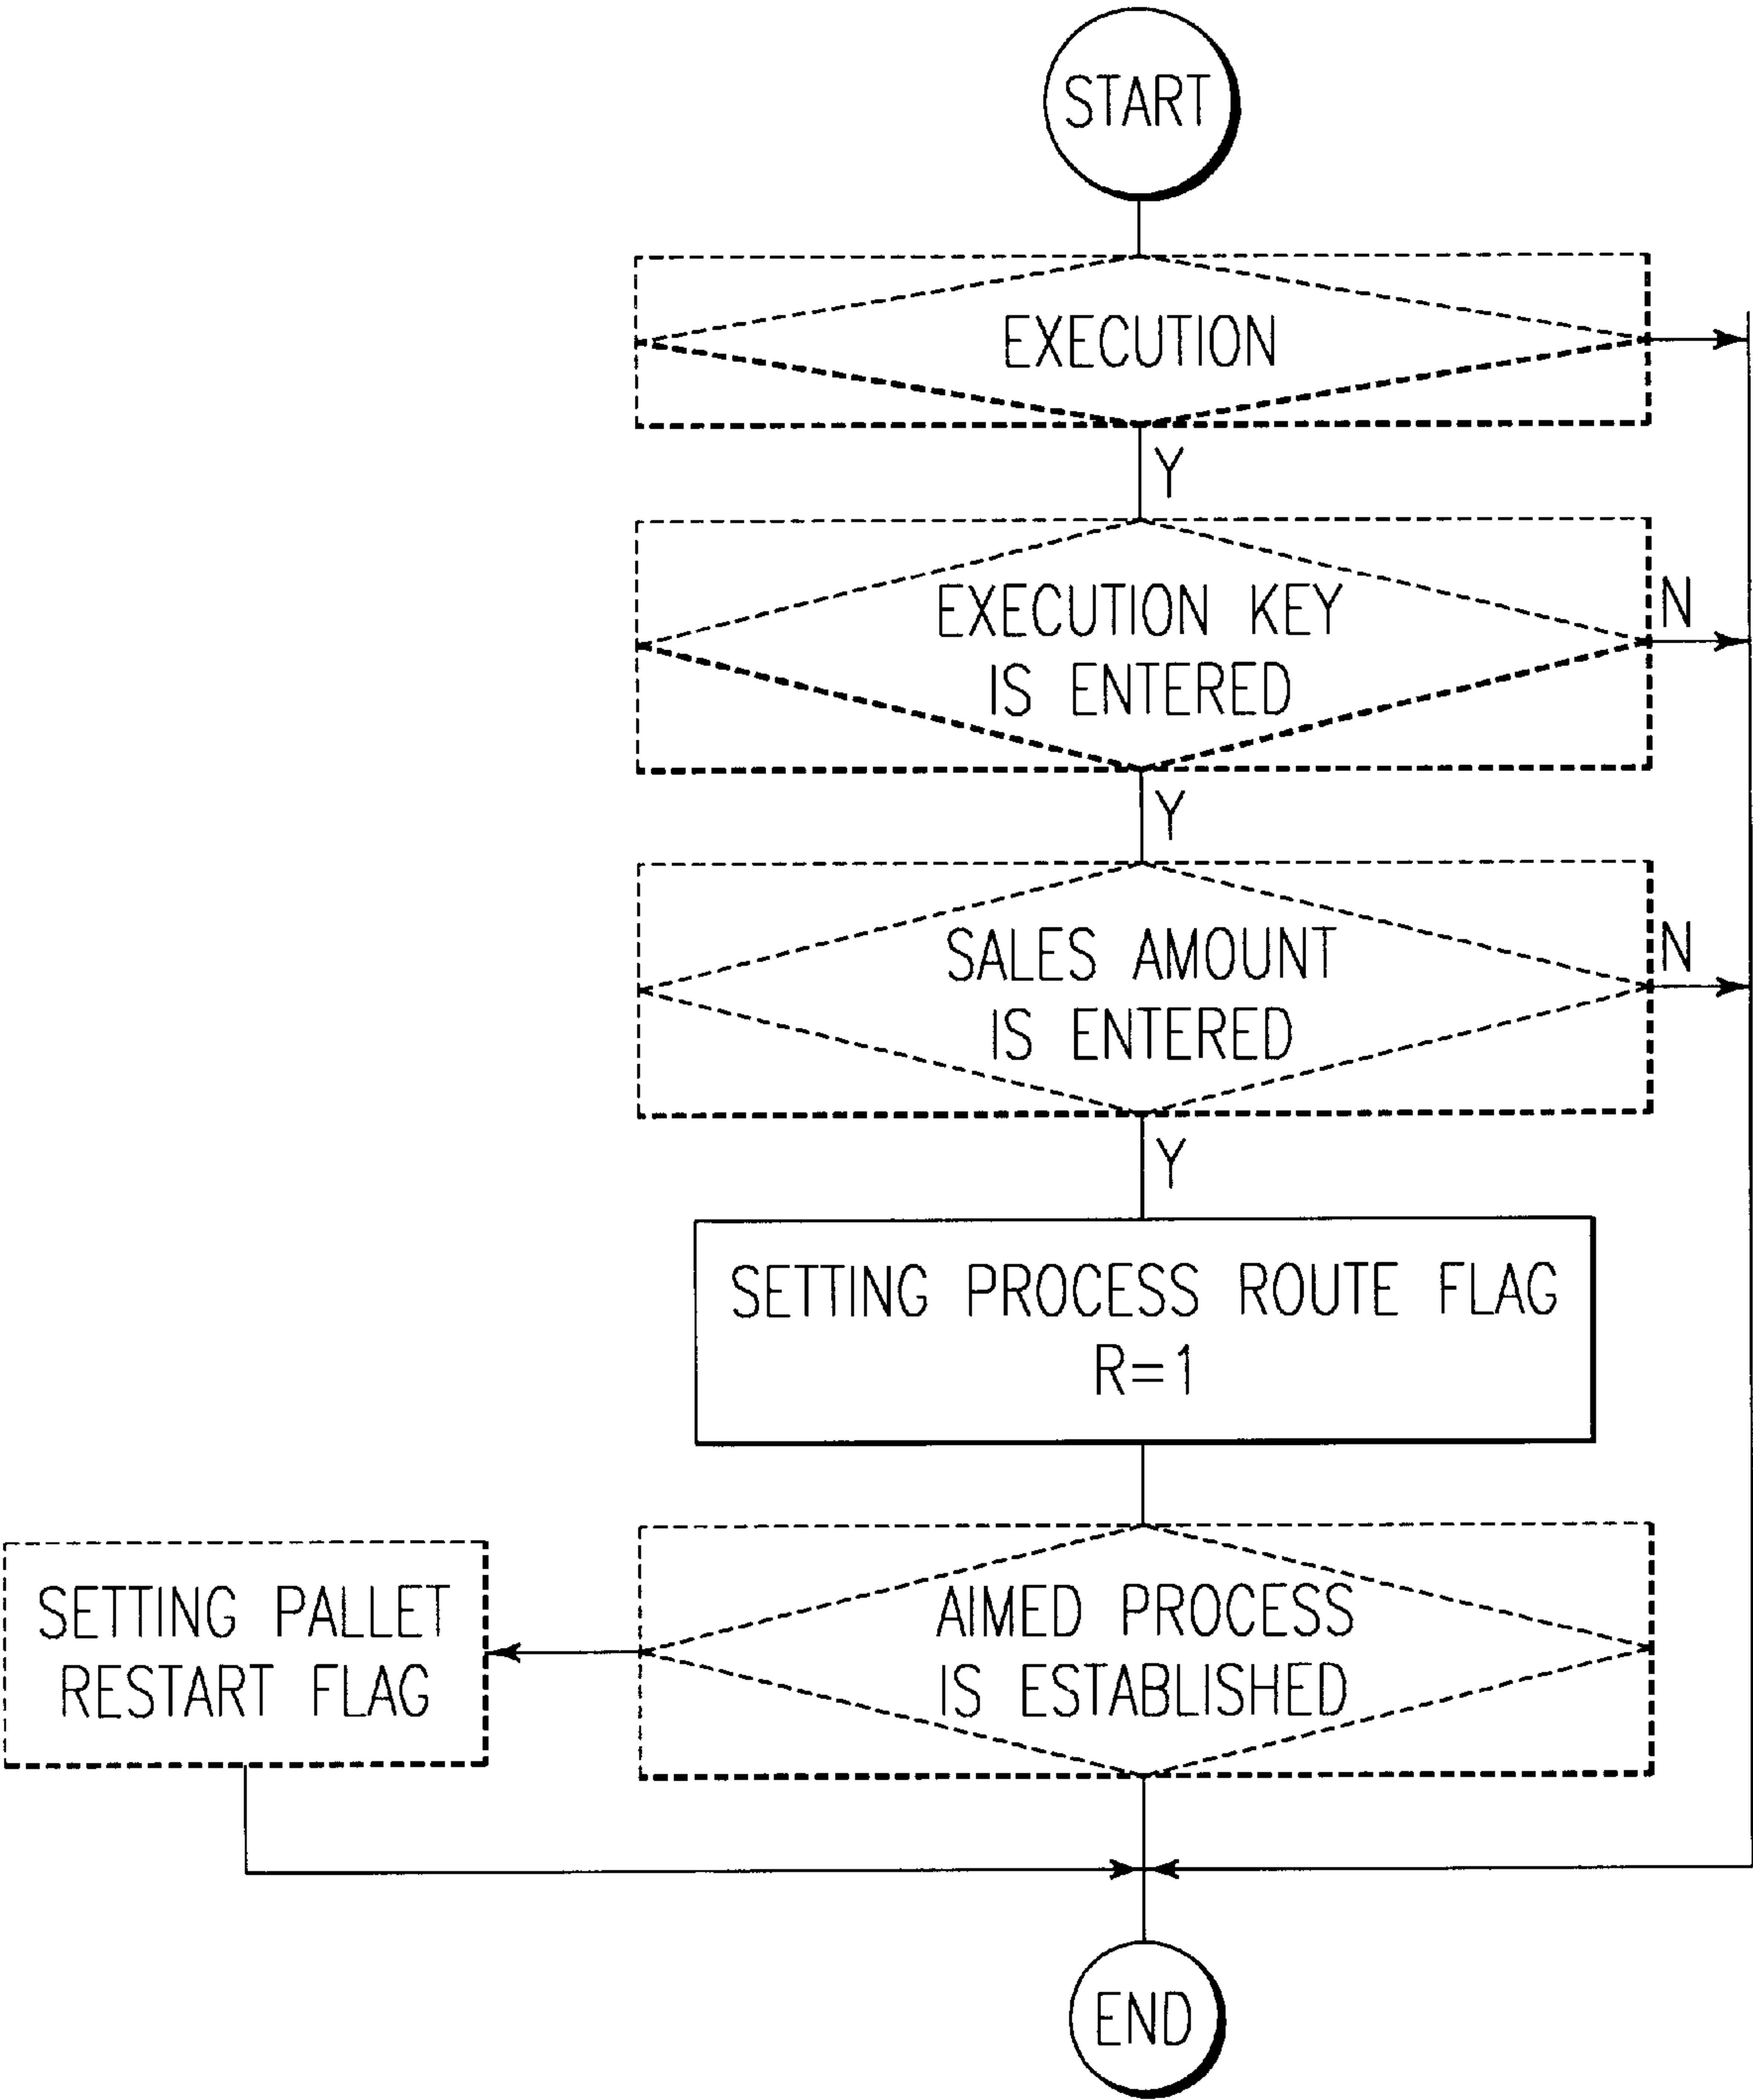 START
EXECUTION
Y
EXECUTION KEY
IS ENTERED
N
Y
SALES AMOUNT
IS ENTERED
N
Y
SETTING PROCESS ROUTE FLAG
R=1
SETTING PALLET
RESTART FLAG
AIMED PROCESS
IS ESTABLISHED
END